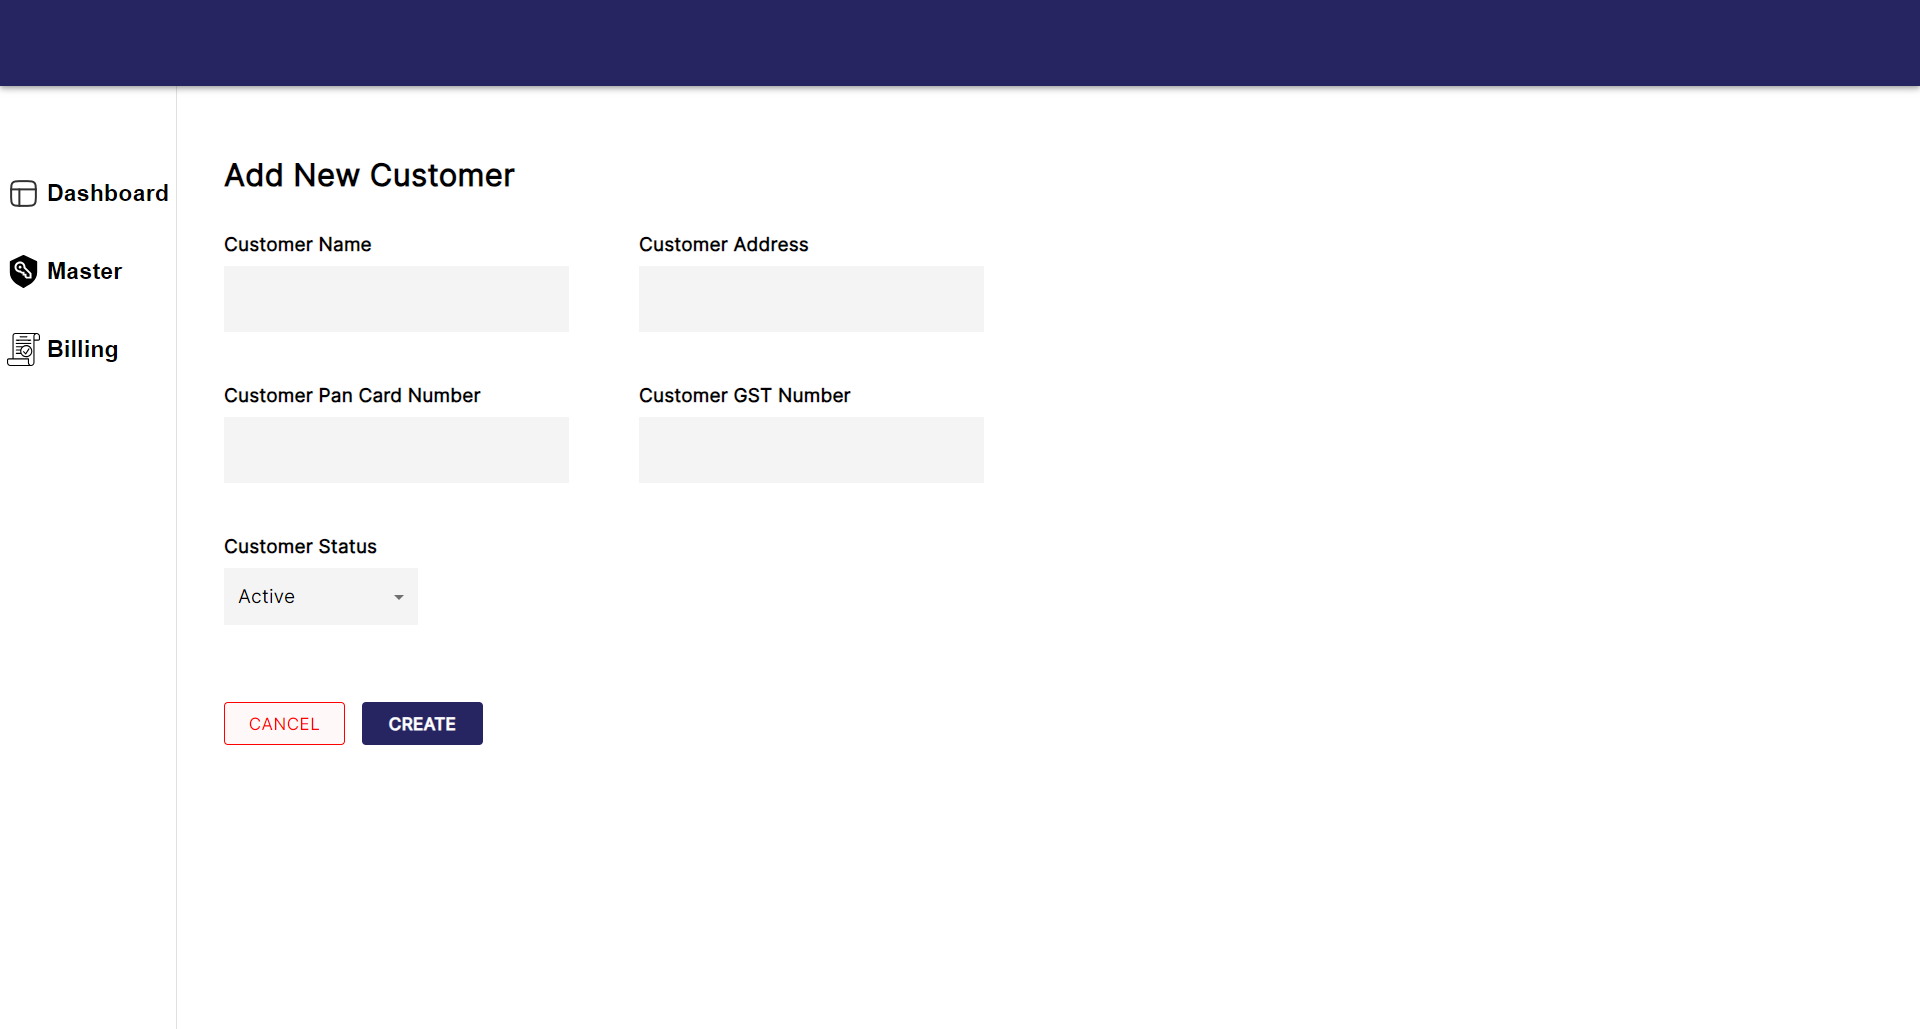 Dashboard
Master
Billing
Add New Customer
Customer Name
Customer Address
Customer Pan Card Number
Customer GST Number
Customer Status
Active
CANCEL
CREATE